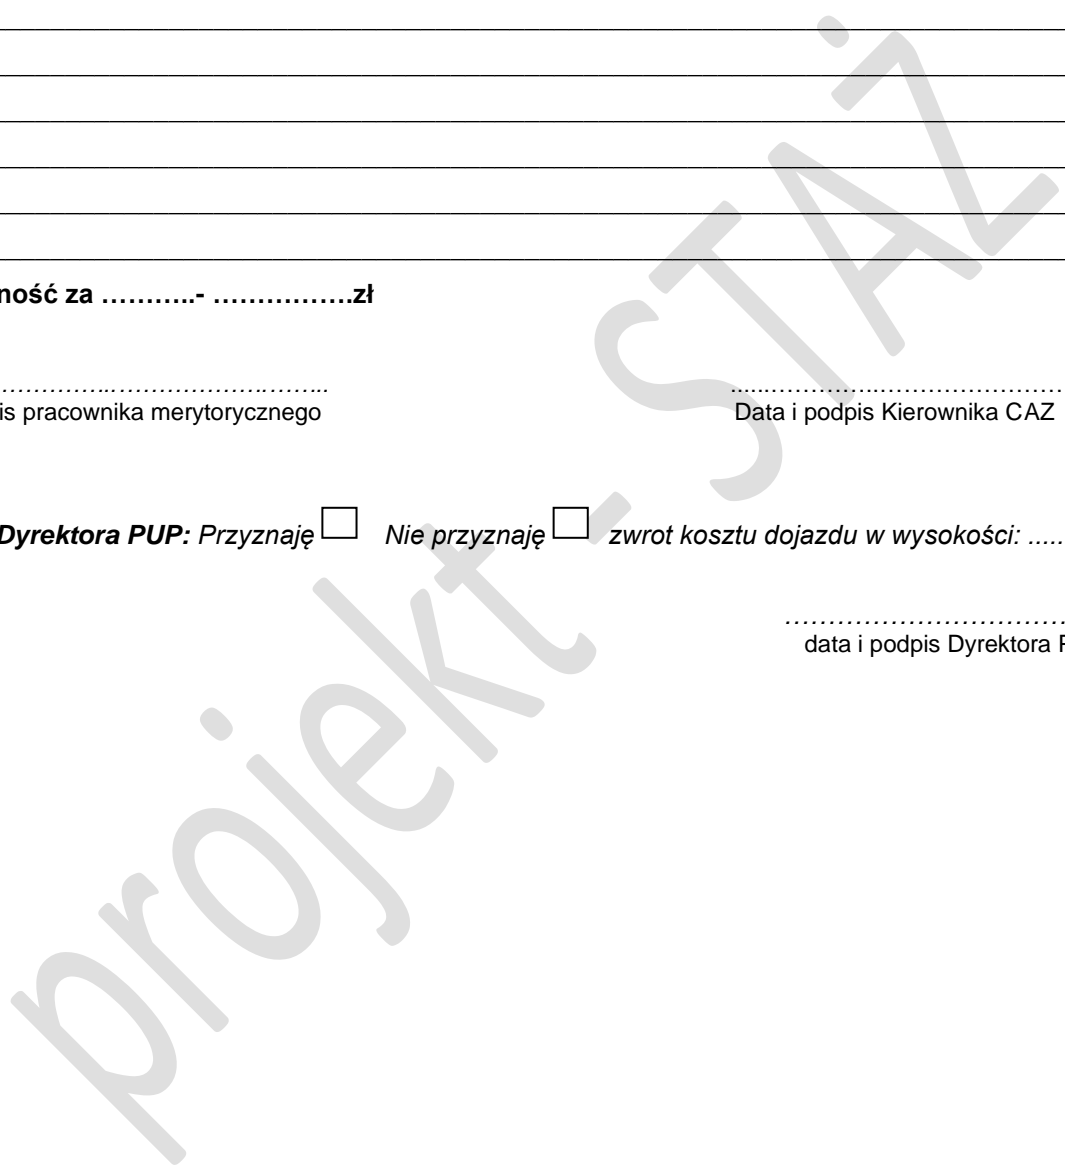 ność za ………..- …………….zł
…………..…………………….. .......………….……………………
is pracownika merytorycznego Data i podpis Kierownika CAZ
Dyrektora PUP: Przyznaję Nie przyznaję zwrot kosztu dojazdu w wysokości: .....
…………………………….
data i podpis Dyrektora P
projekt - STAŻ